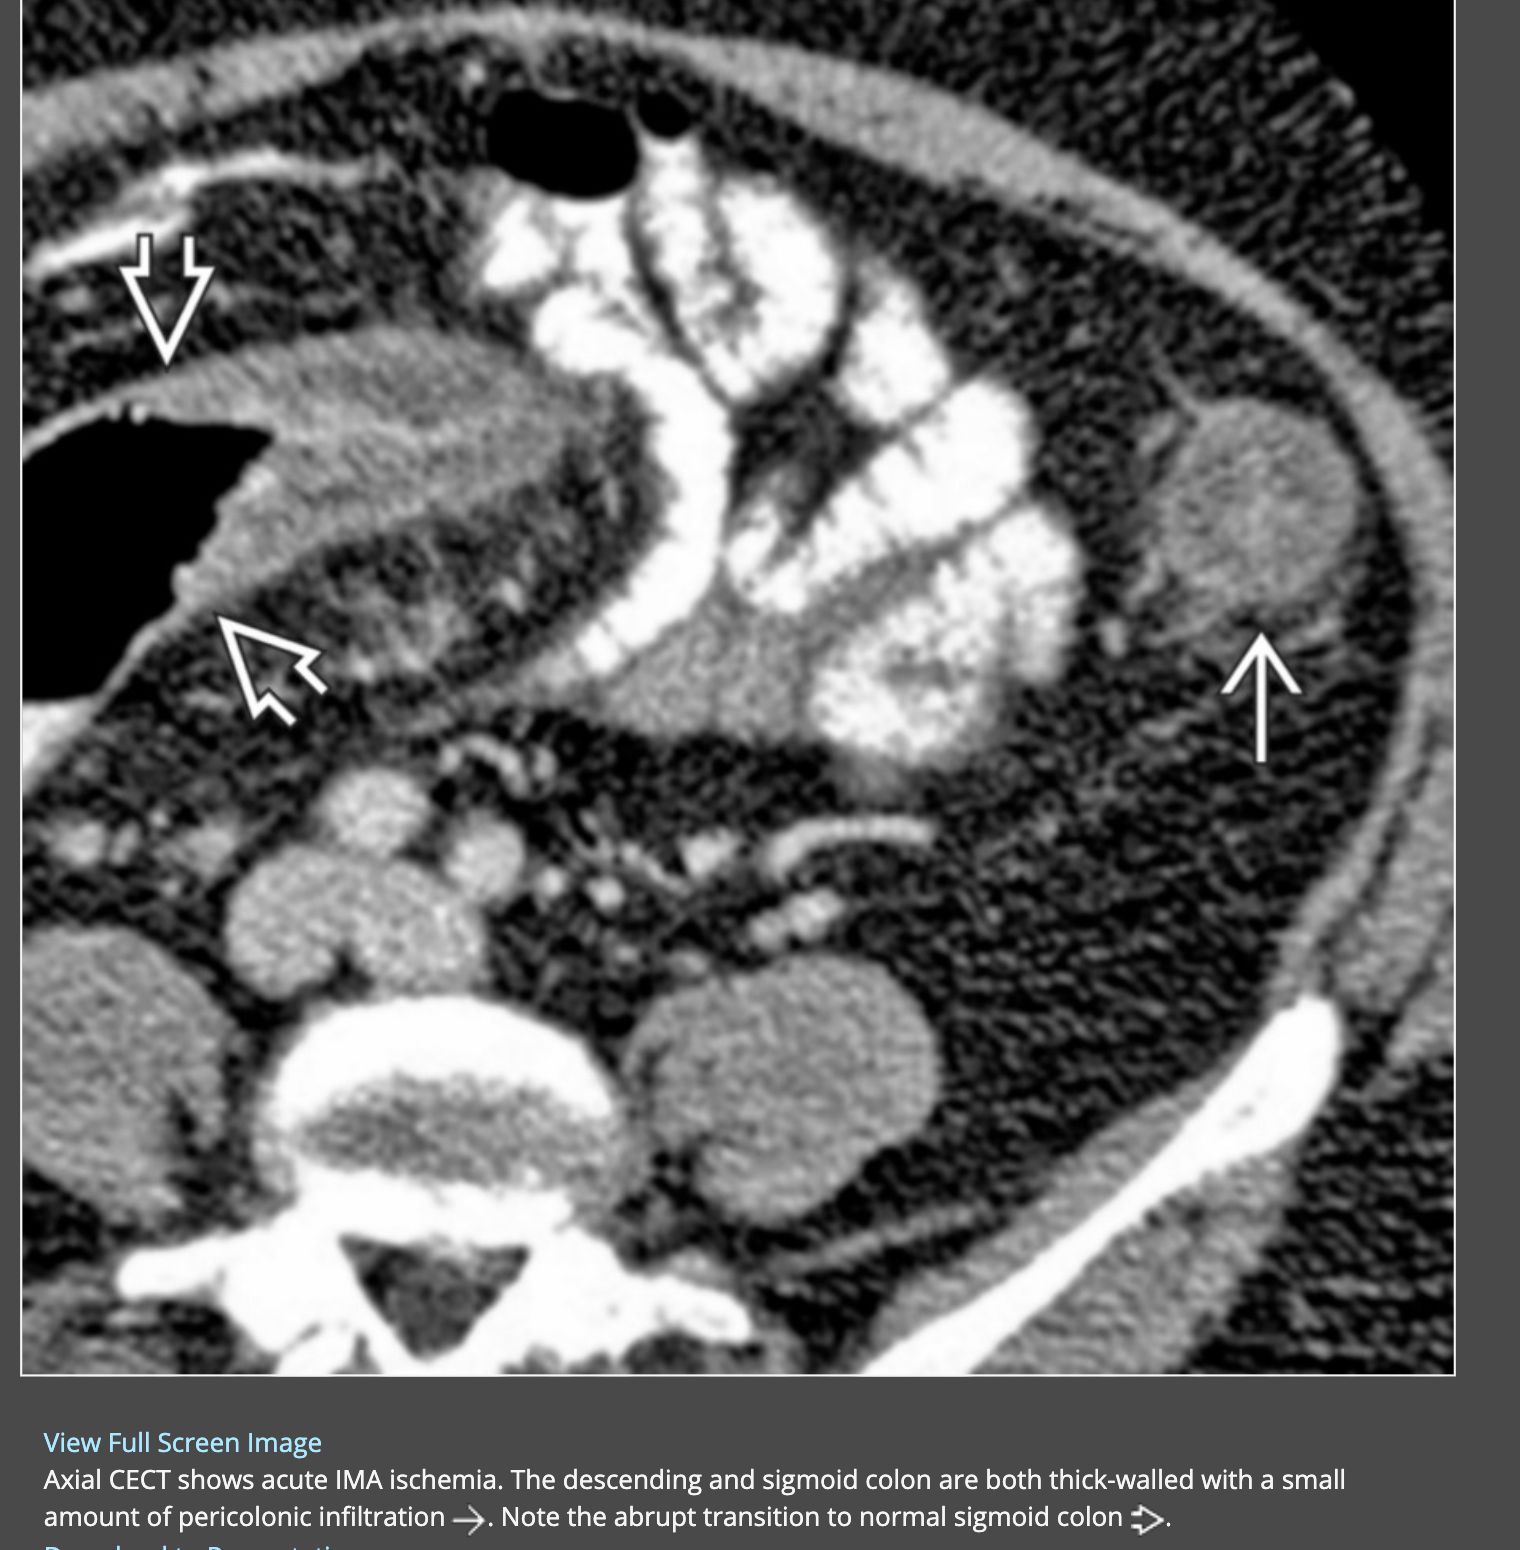 View Full Screen Image
Axial CECT shows acute IMA ischemia. The descending and sigmoid colon are both thick-walled with a small
amount of pericolonic infiltration →. Note the abrupt transition to normal sigmoid colon ⇨.